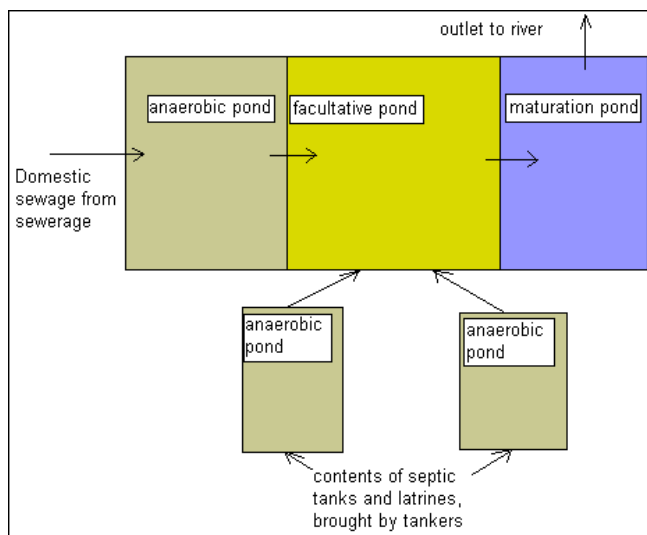 outlet to river
anaerobic pond
facultative pond
maturation pond
Domestic
sewage from
sewerage
anaerobic
pond
anaerobic
pond
contents of septic
tanks and latrines,
brought by tankers